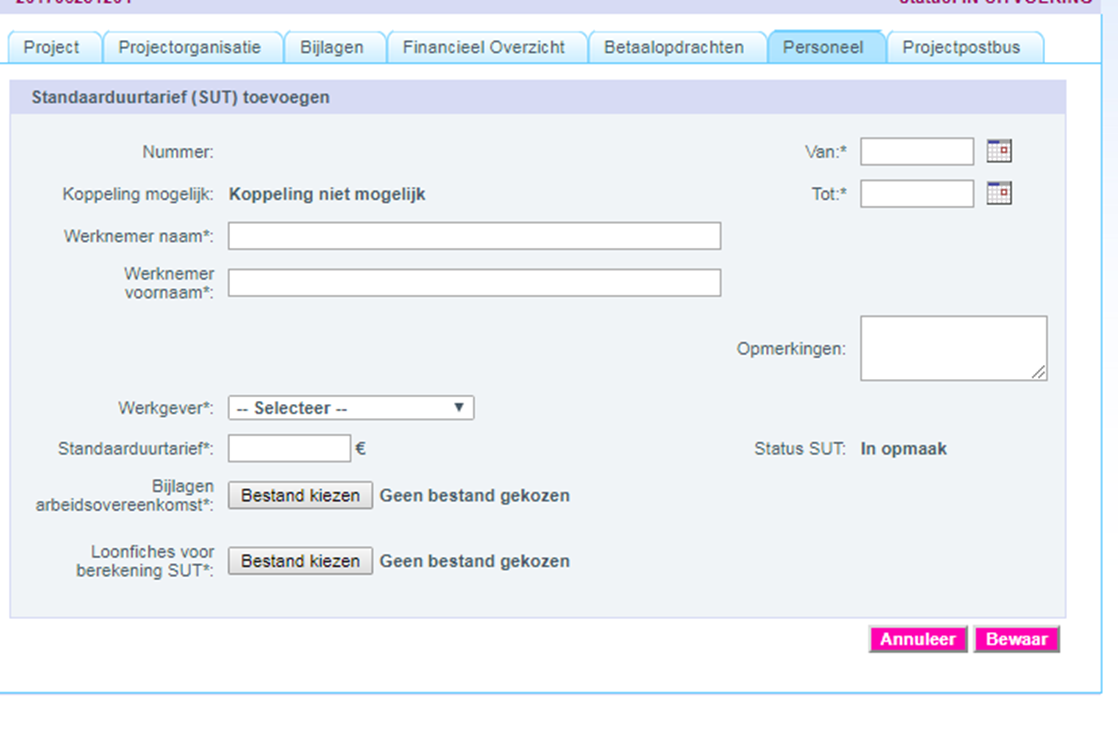 Project Projectorganisatie Bijlagen Financieel Overzicht Betaalopdrachten Personeel Projectpostbus
Standaarduurtarief (SUT) toevoegen
Nummer: Van:*
Koppeling mogelijk: Koppeling niet mogelijk Tot:*
Werknemer naam*:
Werknemer
voornaam*:
Opmerkingen:
Werkgever*: -- Selecteer --
Standaarduurtarief*: € Status SUT: In opmaak
Bijlagen
arbeidsovereenkomst*: Bestand kiezen Geen bestand gekozen
Loonfiches voor
berekening SUT*: Bestand kiezen Geen bestand gekozen
Annuleer Bewaar